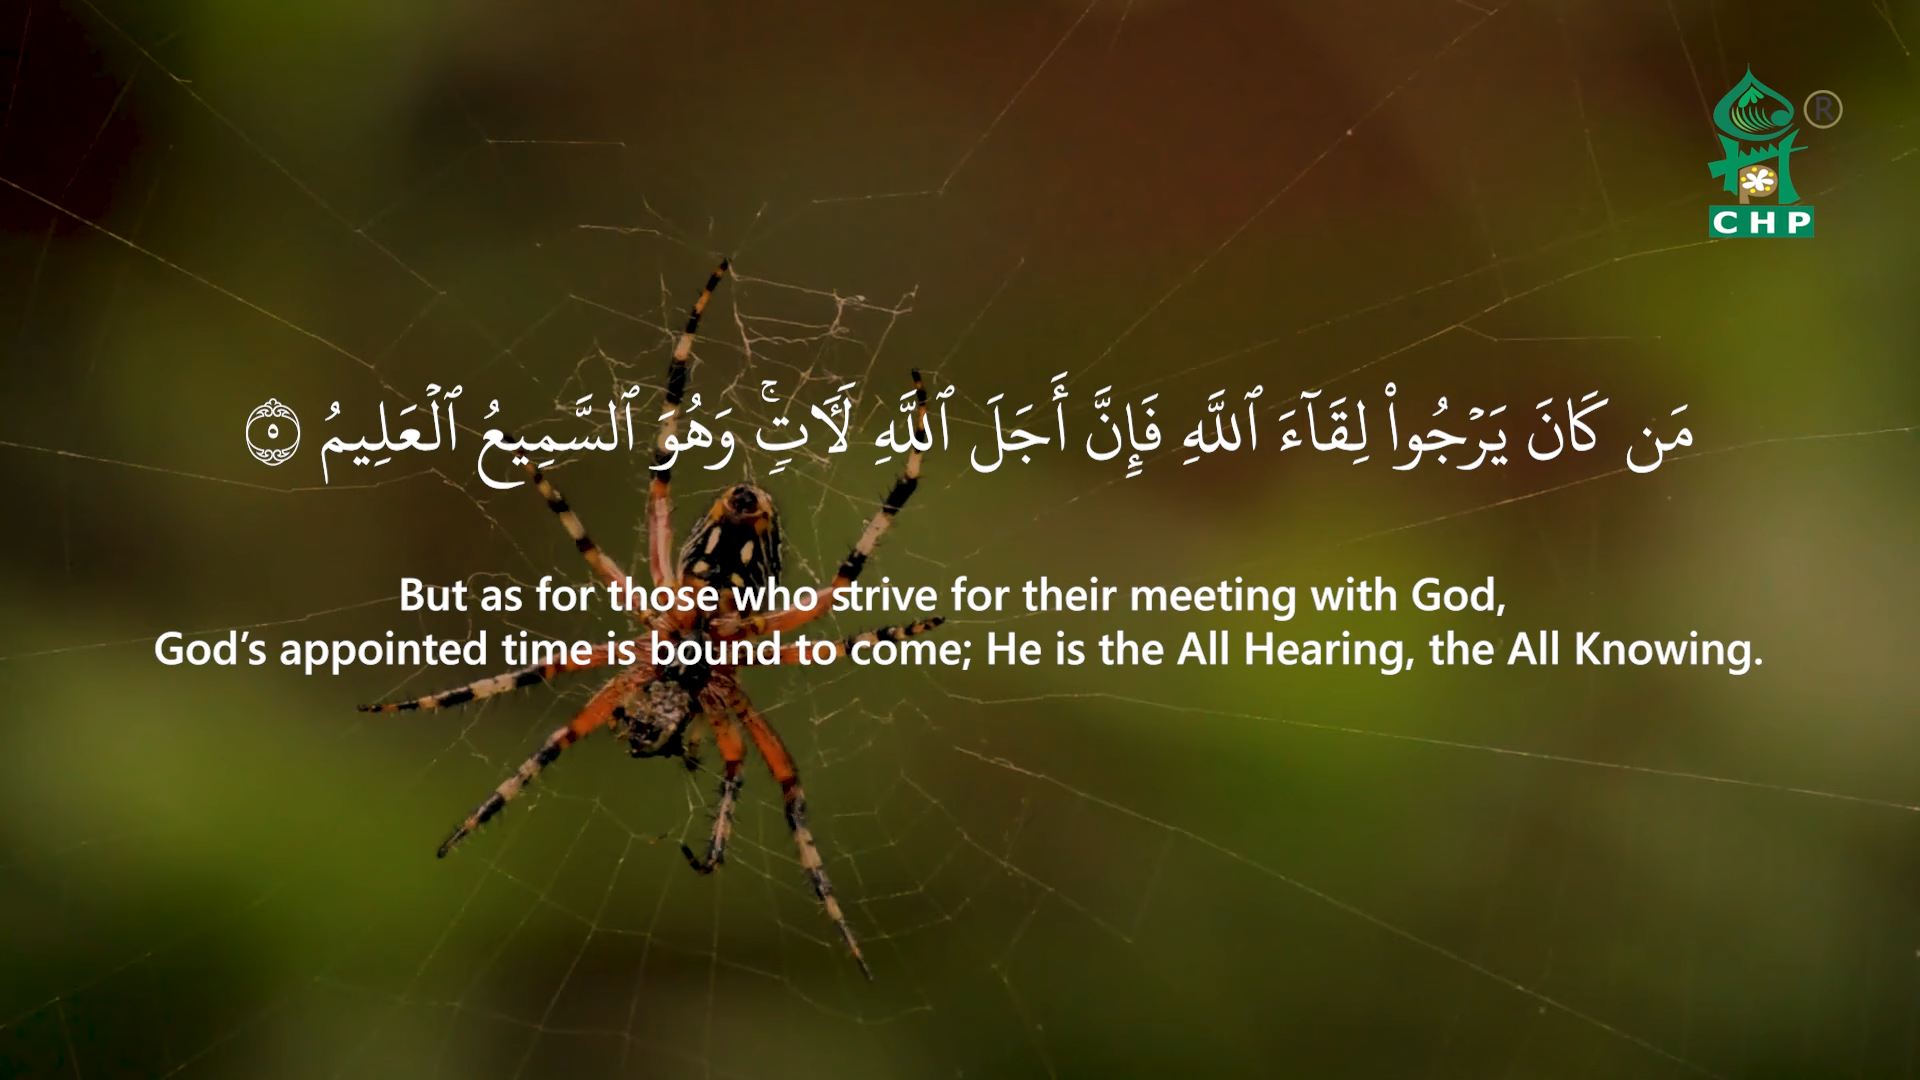 CHP
®
مَن كَانَ يَرْجُوا۟ لِقَآءَ ٱللَّهِ فَإِنَّ أَجَلَ ٱللَّهِ لَـَٔاتٍۢ ۚ وَهُوَ ٱلسَّمِيعُ ٱلْعَلِيمُ ۝٥
But as for those who strive for their meeting with God,
God’s appointed time is bound to come; He is the All Hearing, the All Knowing.